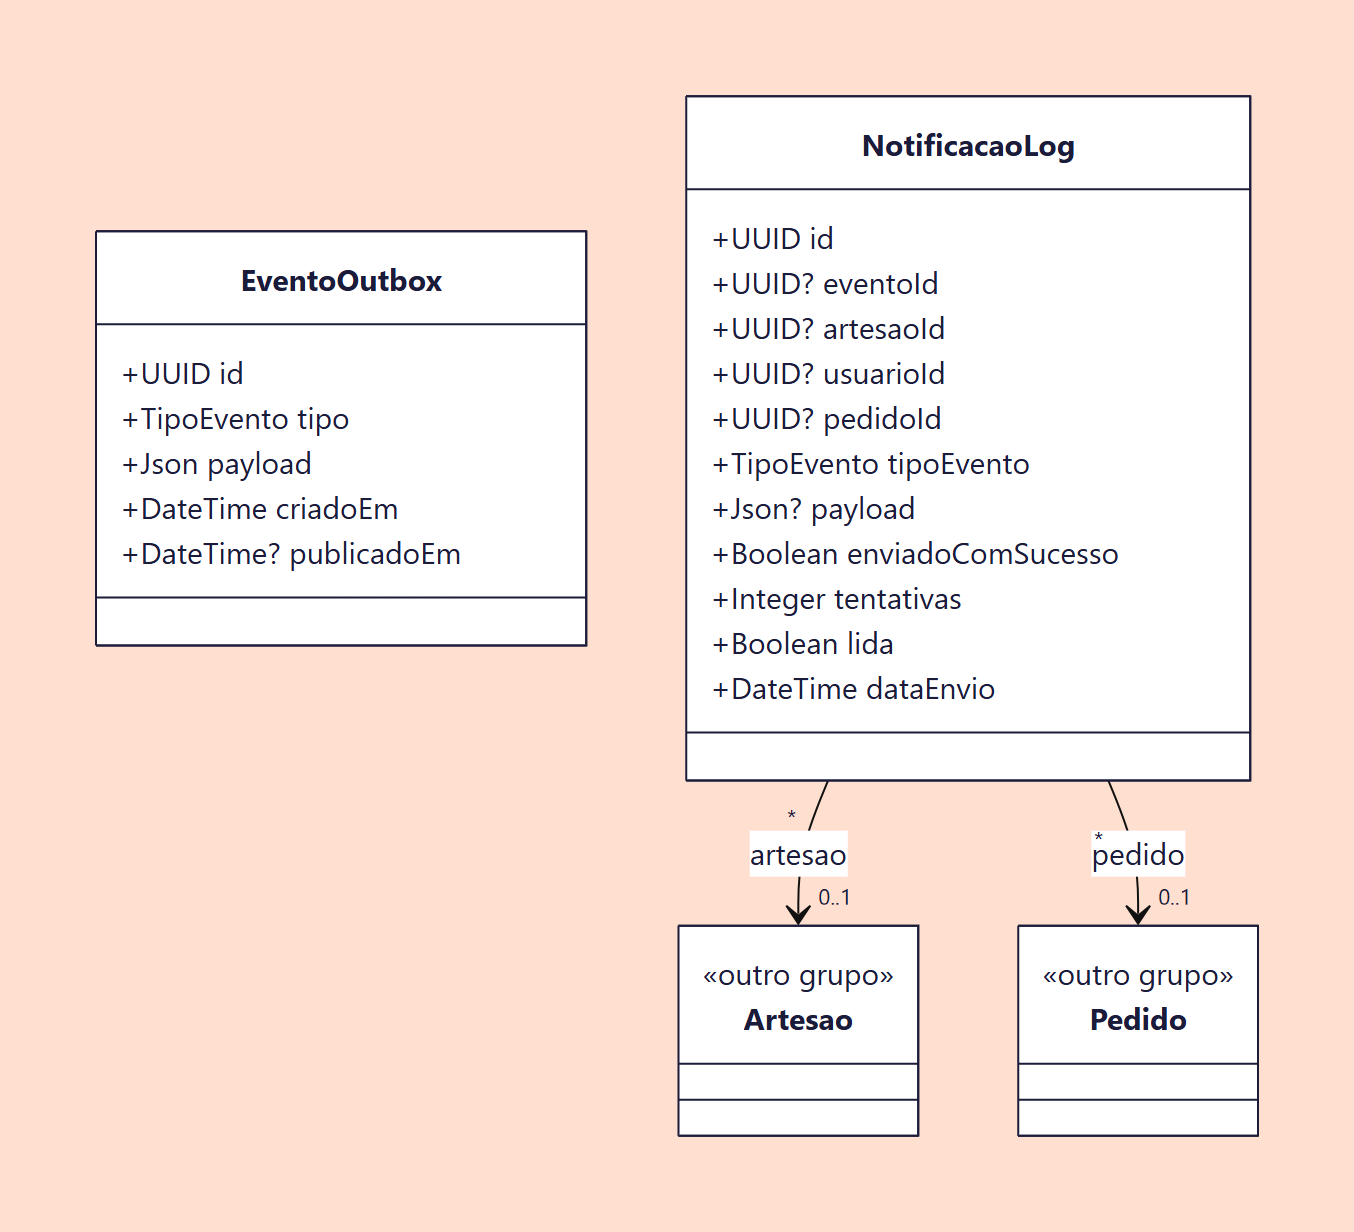 EventoOutbox
+UUID id
+TipoEvento tipo
+Json payload
+DateTime criadoEm
+DateTime? publicadoEm
NotificacaoLog
+UUID id
+UUID? eventoId
+UUID? artesaoId
+UUID? usuarioId
+UUID? pedidoId
+TipoEvento tipoEvento
+Json? payload
+Boolean enviadoComSucesso
+Integer tentativas
+Boolean lida
+DateTime dataEnvio
*
artesao
0..1
*
pedido
0..1
«outro grupo»
Artesao
«outro grupo»
Pedido